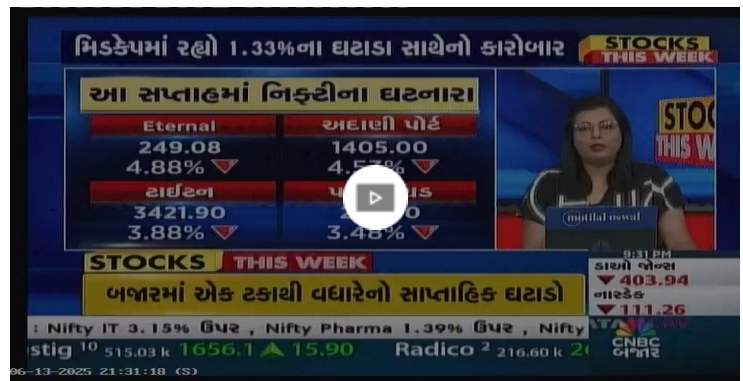 મિડકેપમાં રહ્યો 1.33%ના ઘટાડા સાથેનો કારોબાર
STOCKS
THIS WEEK
આ સપ્તાહમાં નિફ્ટીના ઘટનારા
Eternal
249.08
4.88%
અદાણી પોર્ટ
1405.00
4.53%
ટાઈટન
3421.90
3.88%
3.48%
STOC
THIS W
motilal oswal
STOCKS THIS WEEK
બજારમાં એક ટકાથી વધારેનો સાપ્તાહિક ઘટાડો
9:31 PM
ડાઓ જોન્સ
403.94
નાસ્ડેક
111.26
: Nifty IT 3.15% ઉપર , Nifty Pharma 1.39% ઉપર , Nifty
stig 10 515.03 k 1656.1 15.90 Radico 2 216.60 k
CNBC
બજાર
06-13-2025 21:31:18 (S)